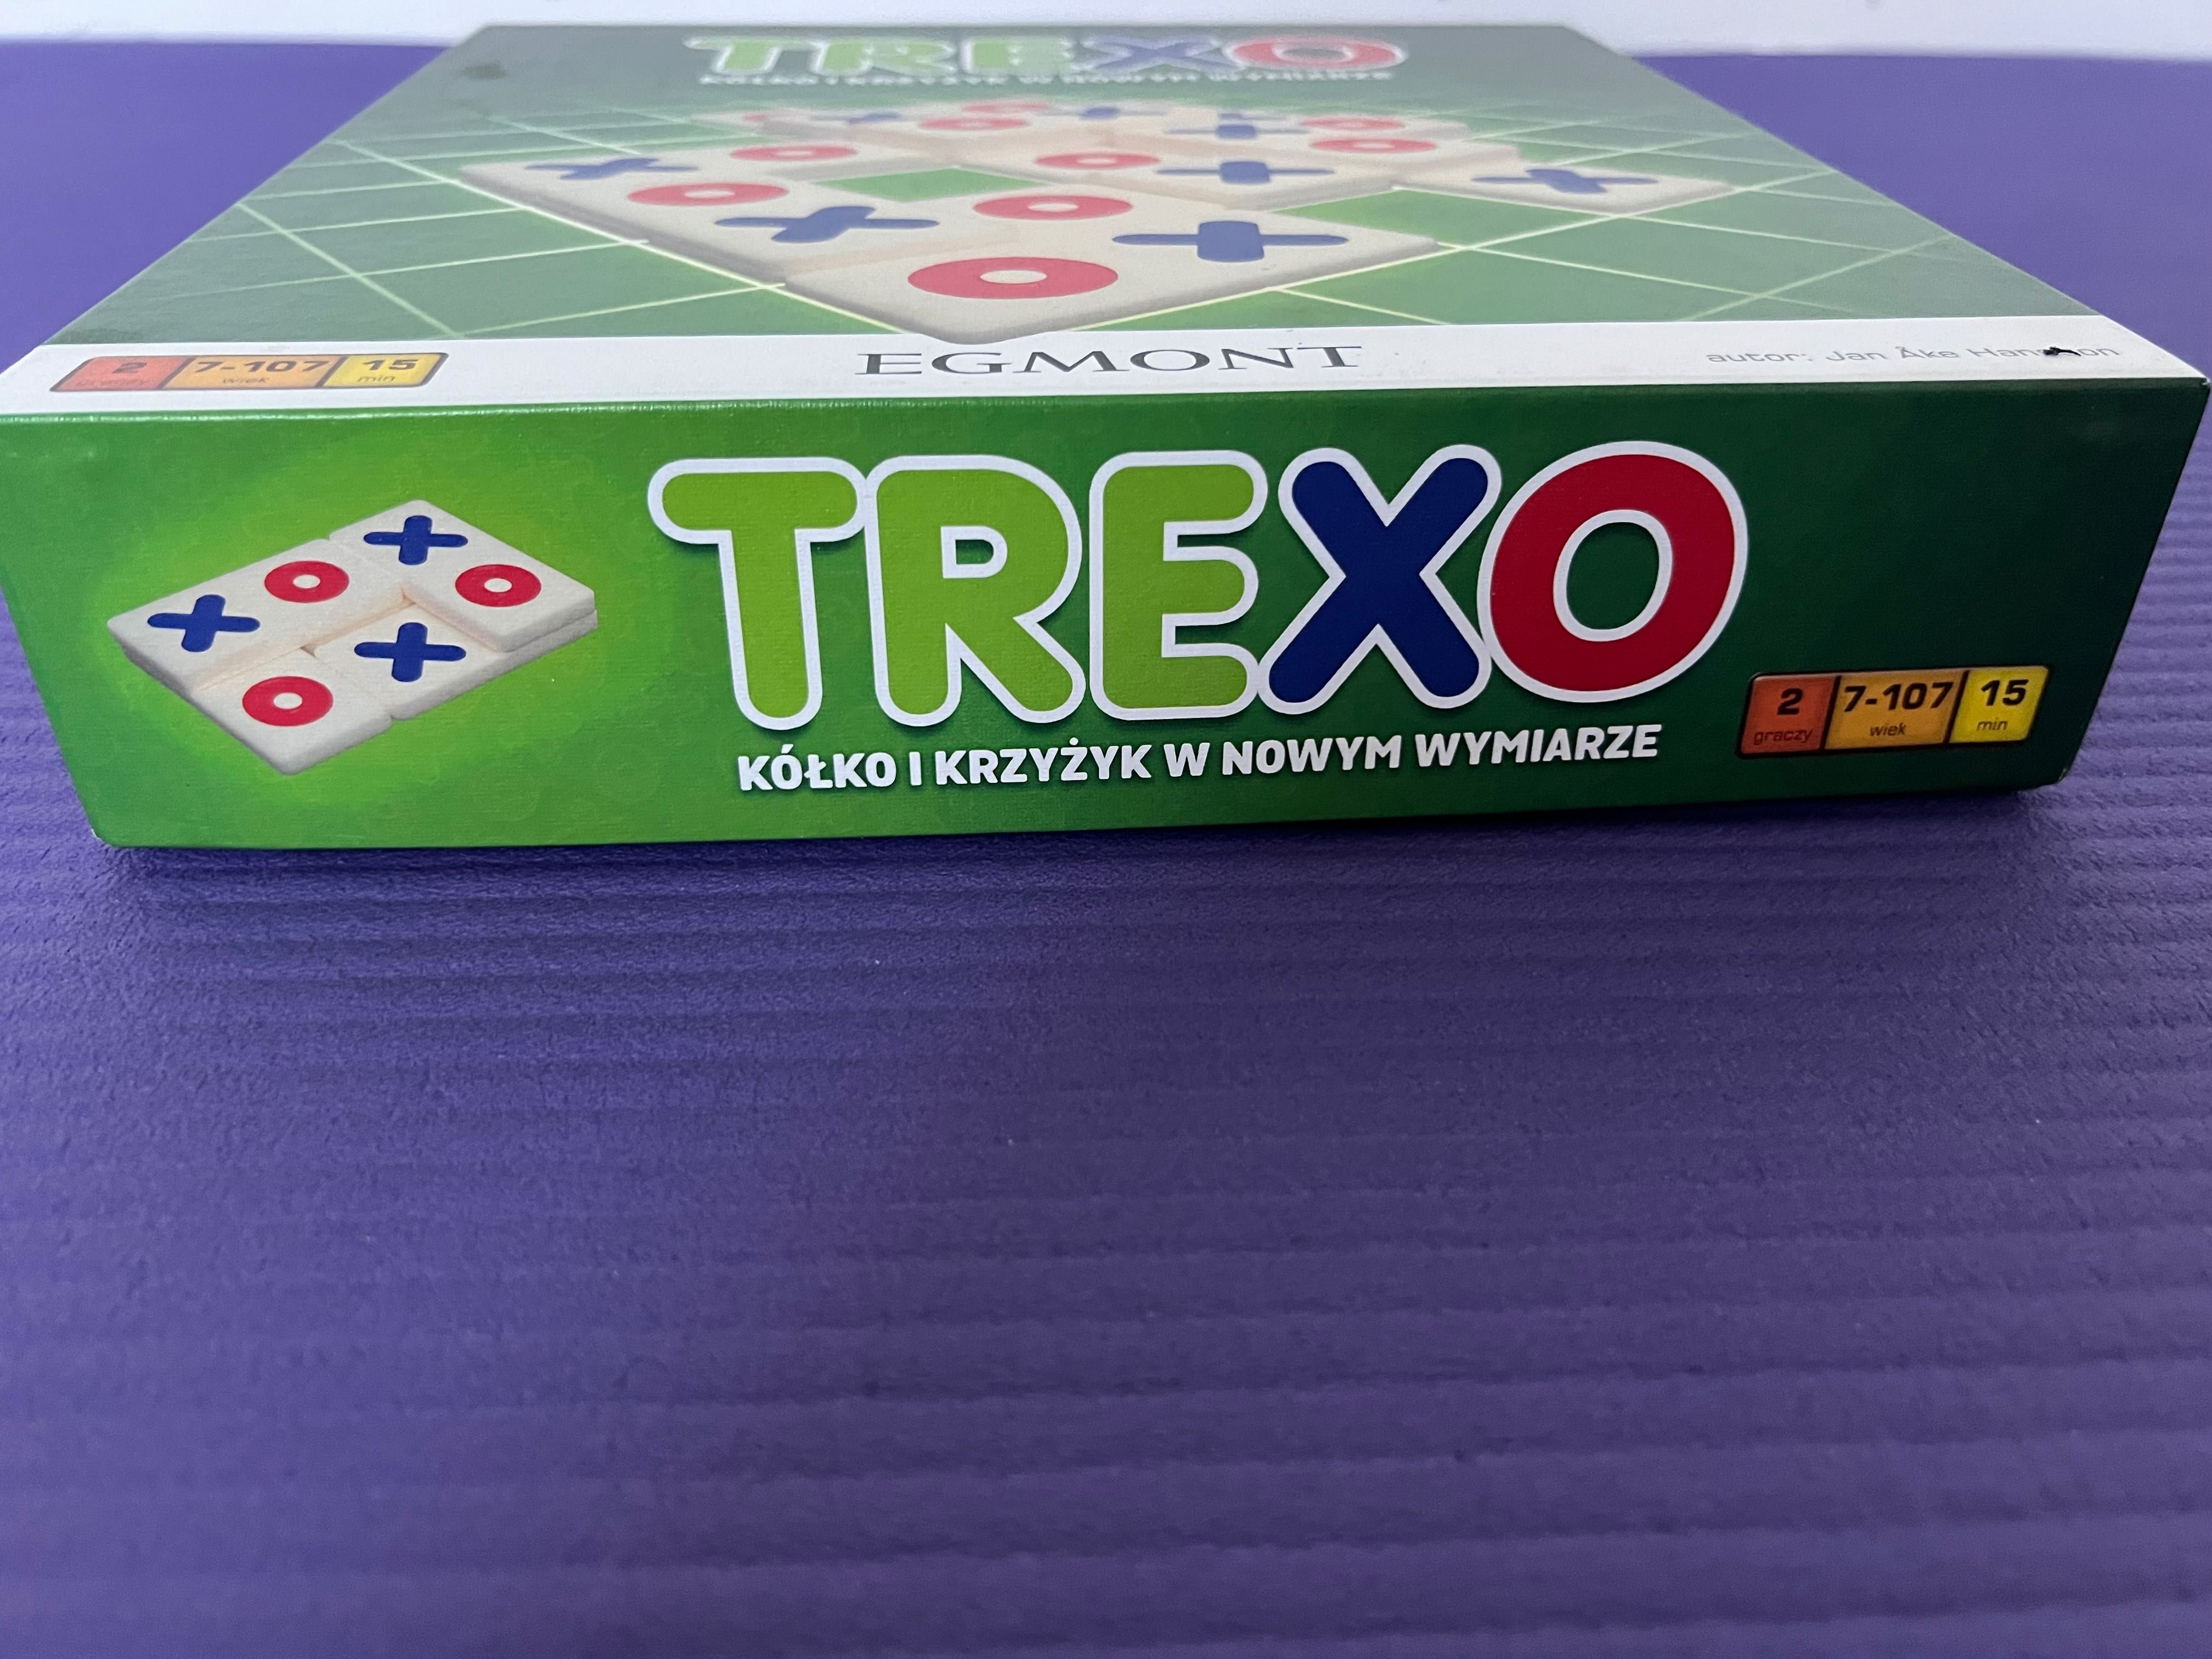 TREXO
KÓŁKO I KRZYŻYK W NOWYM WYMIARZE
2 7-107 15
graczy wiek min
EGMONT
autor: Jan Åke
TREXO
KÓŁKO I KRZYŻYK W NOWYM WYMIARZE
2 7-107 15
graczy wiek min